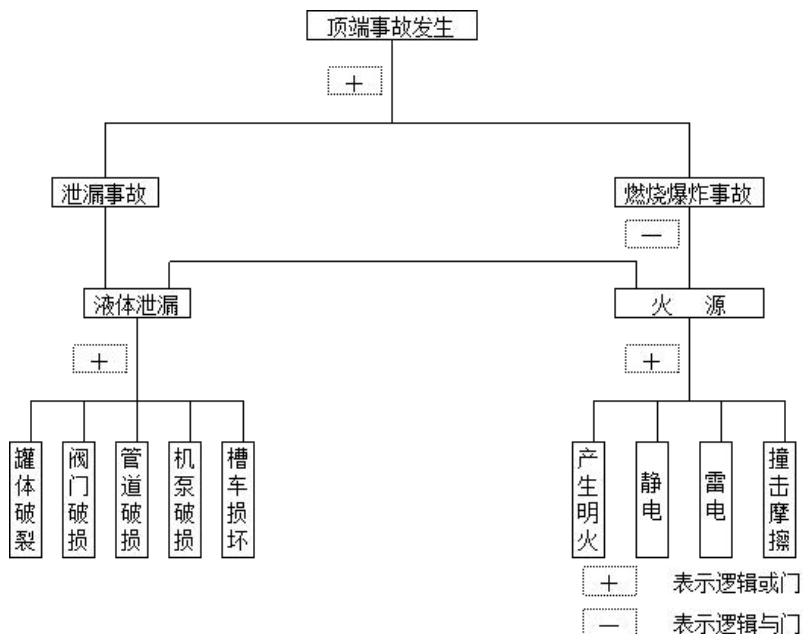 顶端事故发生
+
泄漏事故
燃烧爆炸事故
－
液体泄漏
火 源
+
+
罐体破裂
阀门破损
管道破损
机泵破损
槽车损坏
产生明火
静电
雷电
撞击摩擦
+ 表示逻辑或门
－ 表示逻辑与门